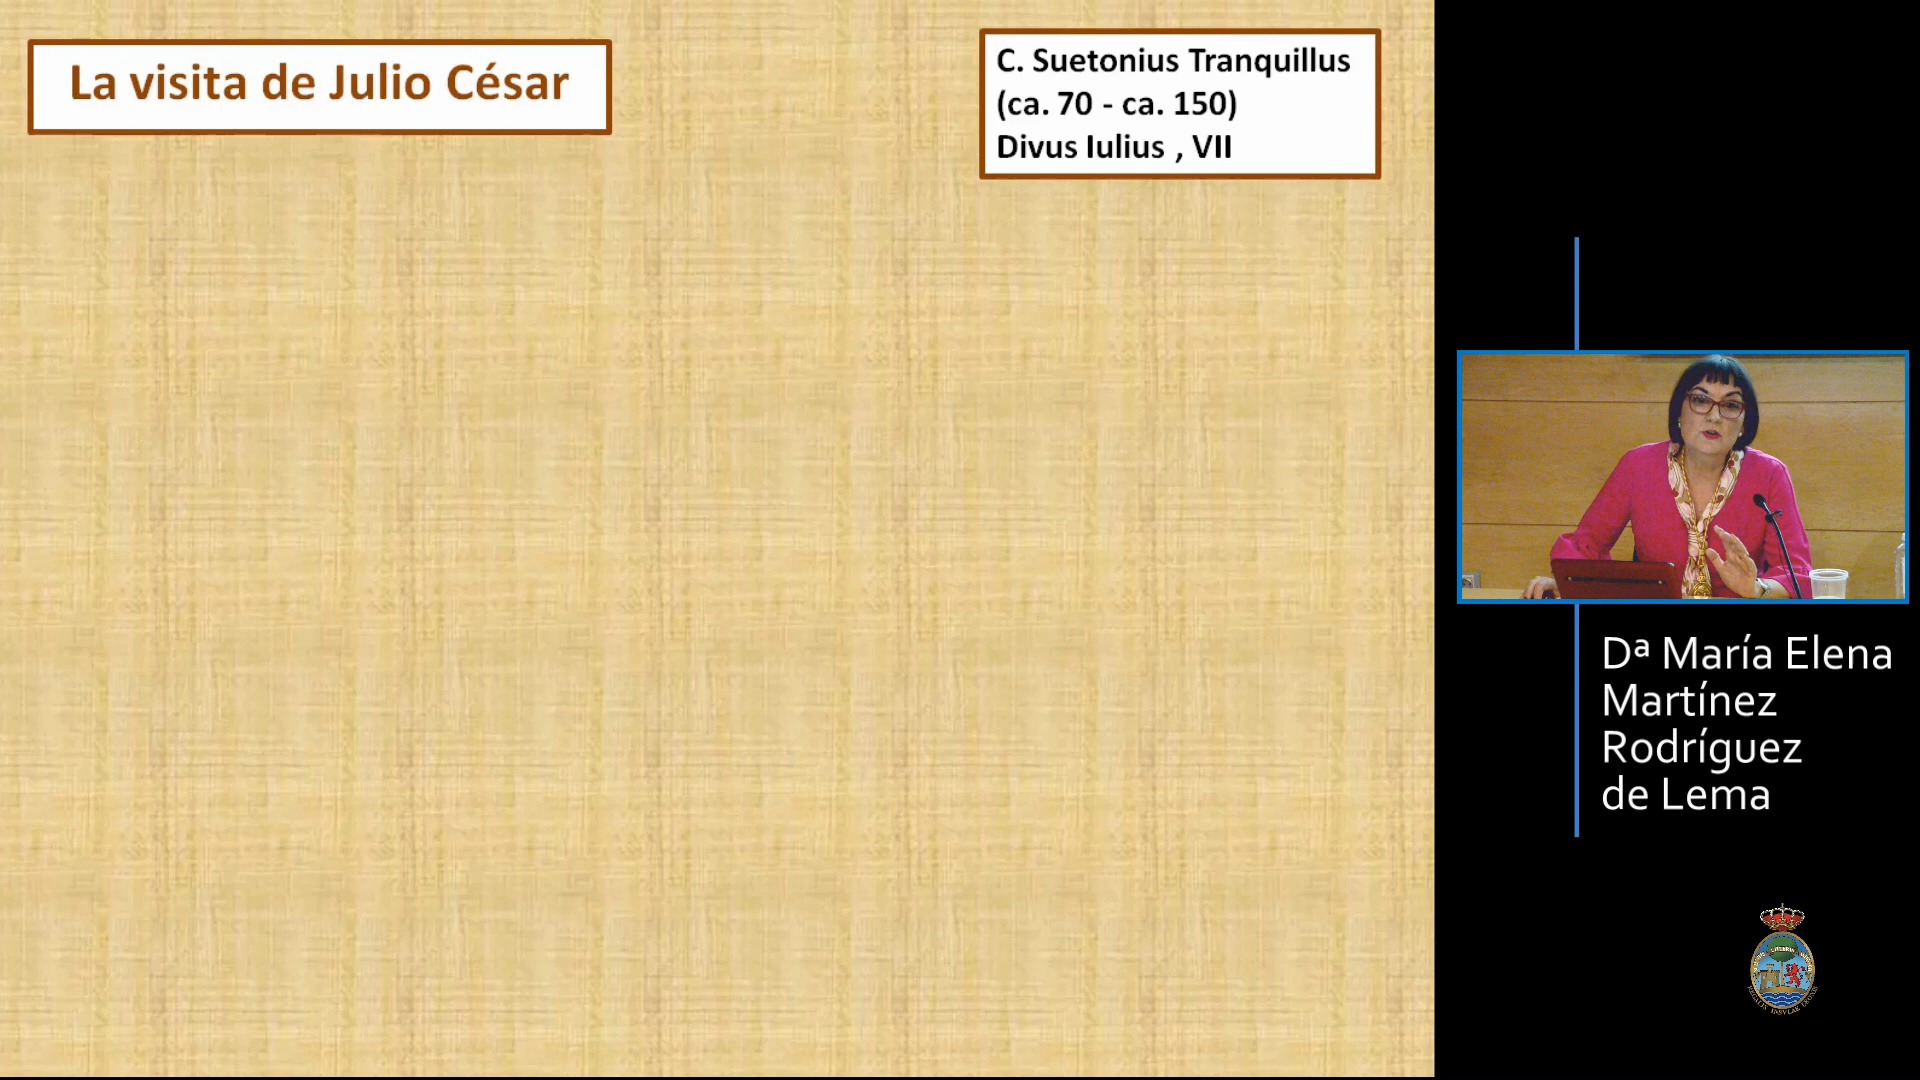 La visita de Julio César
C. Suetonius Tranquillus
(ca. 70 - ca. 150)
Divus Iulius , VII
Dª María Elena
Martínez
Rodríguez
de Lema